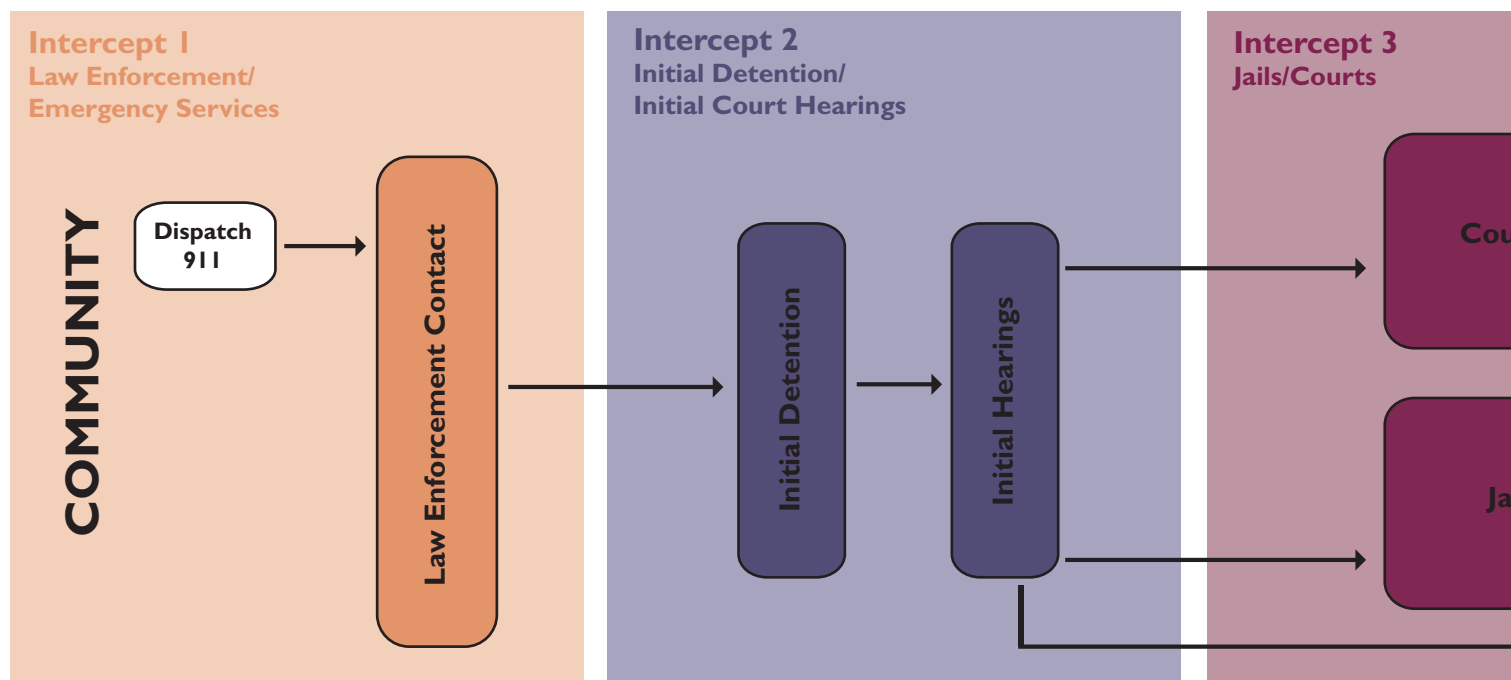 Intercept 1
Law Enforcement/
Emergency Services
COMMUNITY
Dispatch
911
Law Enforcement Contact
Intercept 2
Initial Detention/
Initial Court Hearings
Initial Detention
Initial Hearings
Intercept 3
Jails/Courts